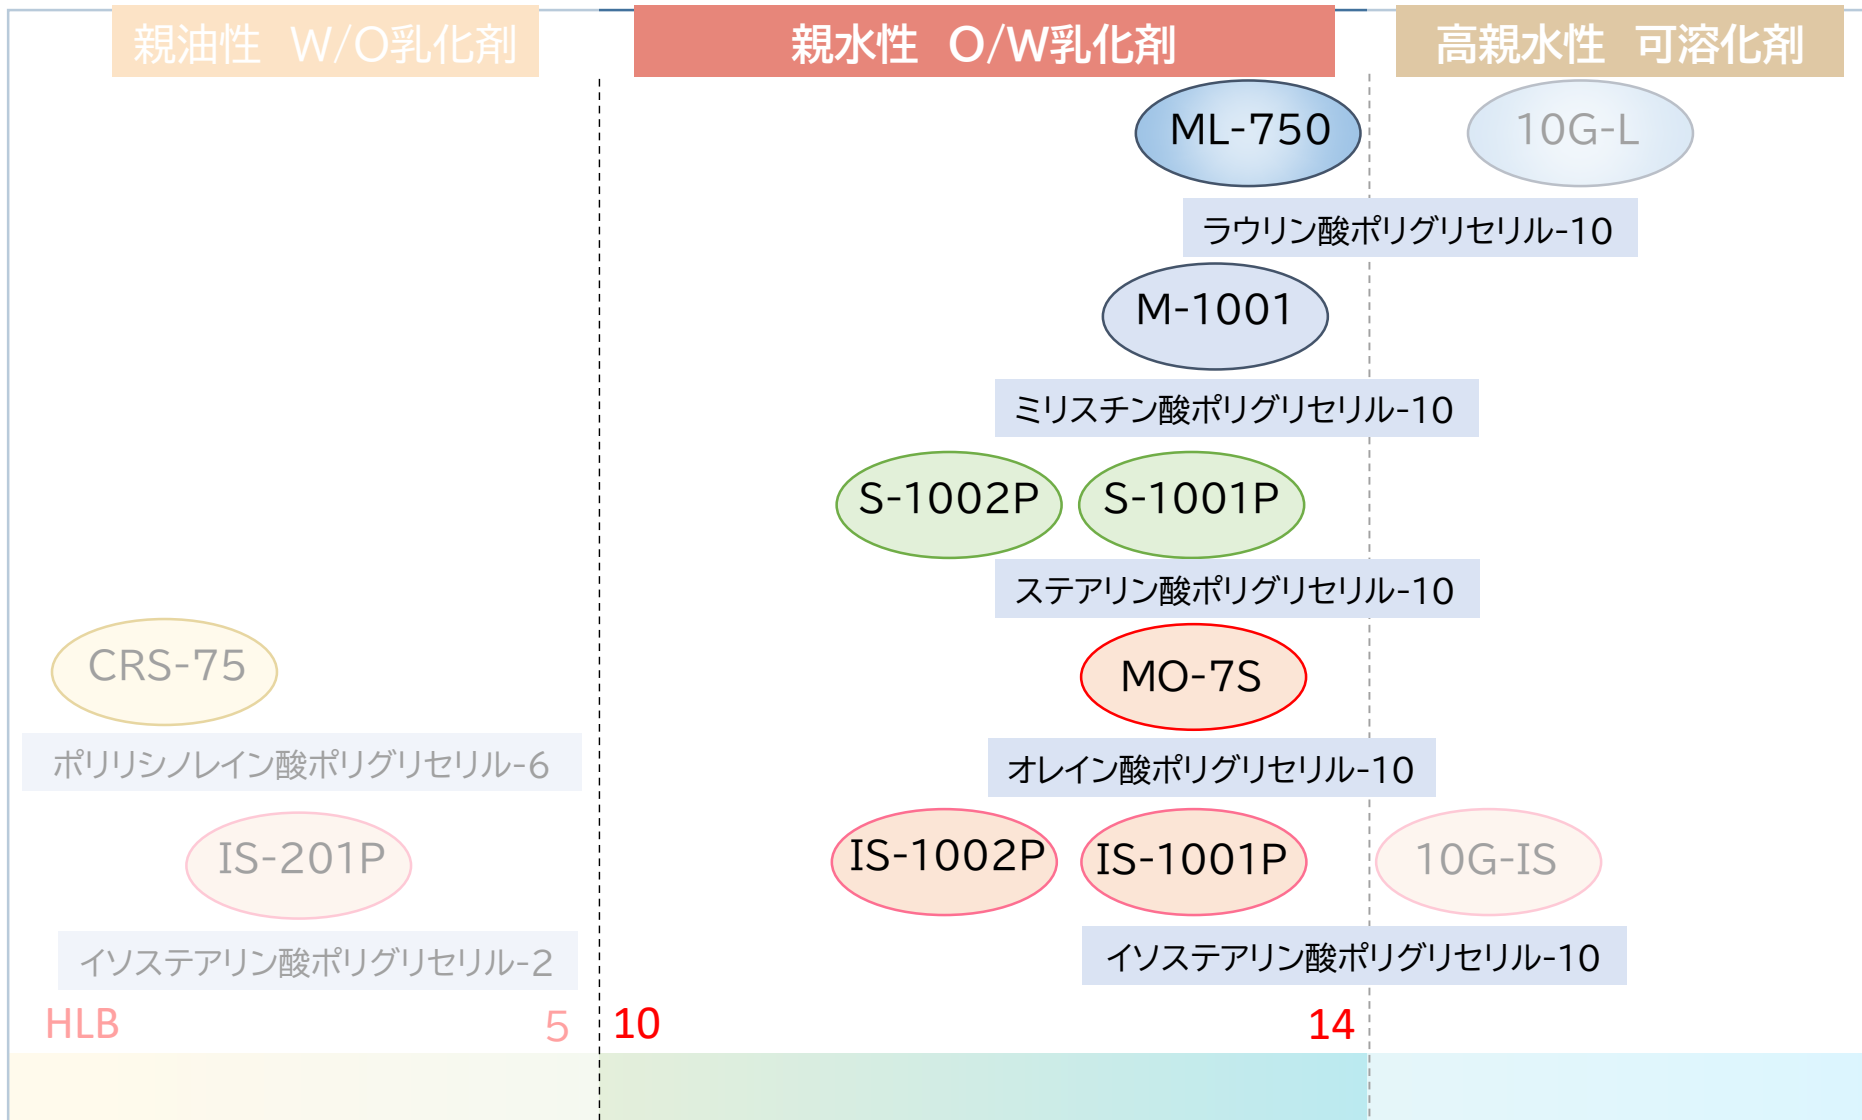 親油性　W/O乳化剤
親水性　O/W乳化剤
高親水性　可溶化剤
ML-750
10G-L
ラウリン酸ポリグリセリル-10
M-1001
ミリスチン酸ポリグリセリル-10
S-1002P
S-1001P
ステアリン酸ポリグリセリル-10
CRS-75
MO-7S
ポリリシノレイン酸ポリグリセリル-6
オレイン酸ポリグリセリル-10
IS-201P
IS-1002P
IS-1001P
10G-IS
イソステアリン酸ポリグリセリル-2
イソステアリン酸ポリグリセリル-10
HLB
5
10
14